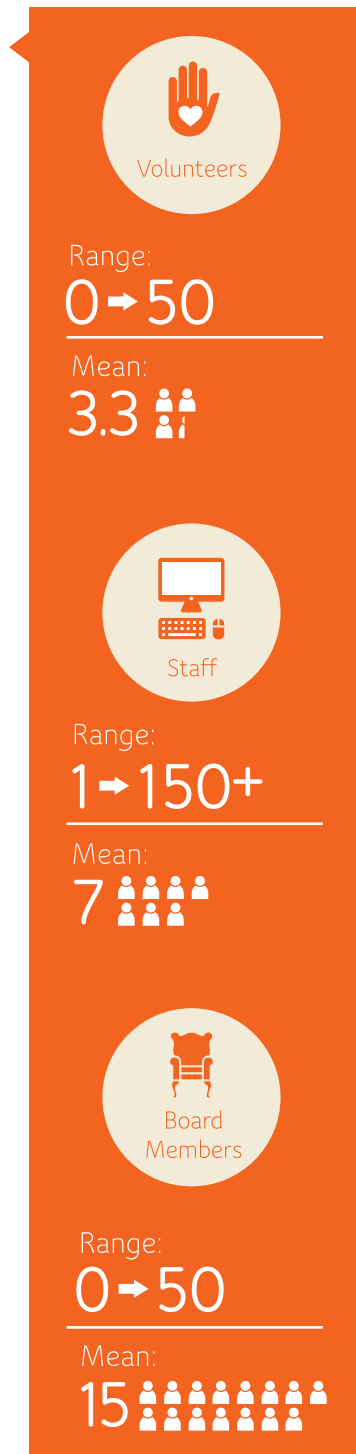 Volunteers
Range:
0 → 50
Mean:
3.3
Staff
Range:
1 → 150+
Mean:
7
Board
Members
Range:
0 → 50
Mean:
15